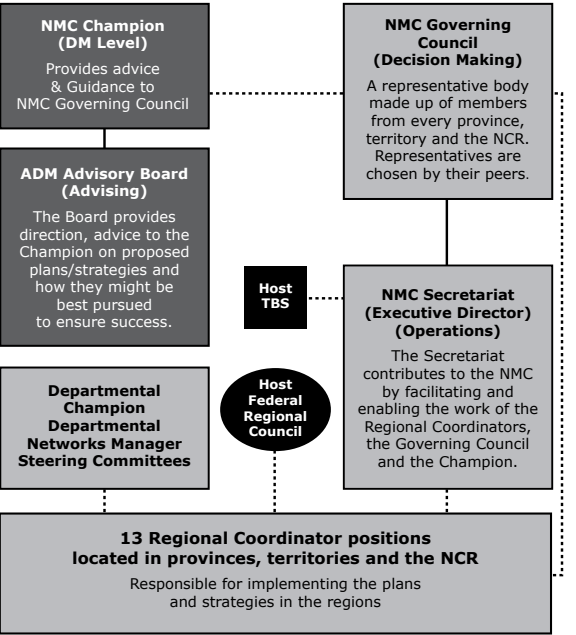 NMC Champion
(DM Level)
Provides advice
& Guidance to
NMC Governing Council
NMC Governing
Council
(Decision Making)
A representative body
made up of members
from every province,
territory and the NCR.
Representatives are
chosen by their peers.
ADM Advisory Board
(Advising)
The Board provides
direction, advice to the
Champion on proposed
plans/strategies and
how they might be
best pursued
to ensure success.
Host
TBS
NMC Secretariat
(Executive Director)
(Operations)
The Secretariat
contributes to the NMC
by facilitating and
enabling the work of the
Regional Coordinators,
the Governing Council
and the Champion.
Departmental
Champion
Departmental
Networks Manager
Steering Committees
Host
Federal
Regional
Council
13 Regional Coordinator positions
located in provinces, territories and the NCR
Responsible for implementing the plans
and strategies in the regions